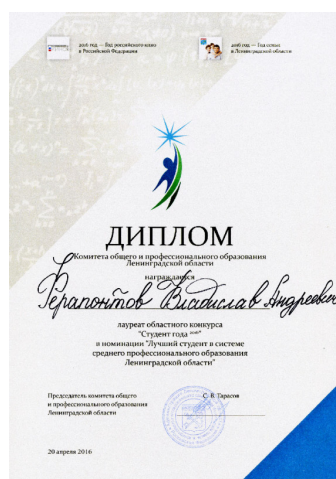 2016 год — Год российского кино
в Российской Федерации
2016 год — Год семьи
в Ленинградской области
ДИПЛОМ
Комитета общего и профессионального образования
Ленинградской области
награждается
Ферапонтов Владислав Андреевич
лауреат областного конкурса
"Студент года 2016"
в номинации "Лучший студент в системе
среднего профессионального образования
Ленинградской области"
Председатель комитета общего
и профессионального образования
Ленинградской области
С. В. Тарасов
20 апреля 2016